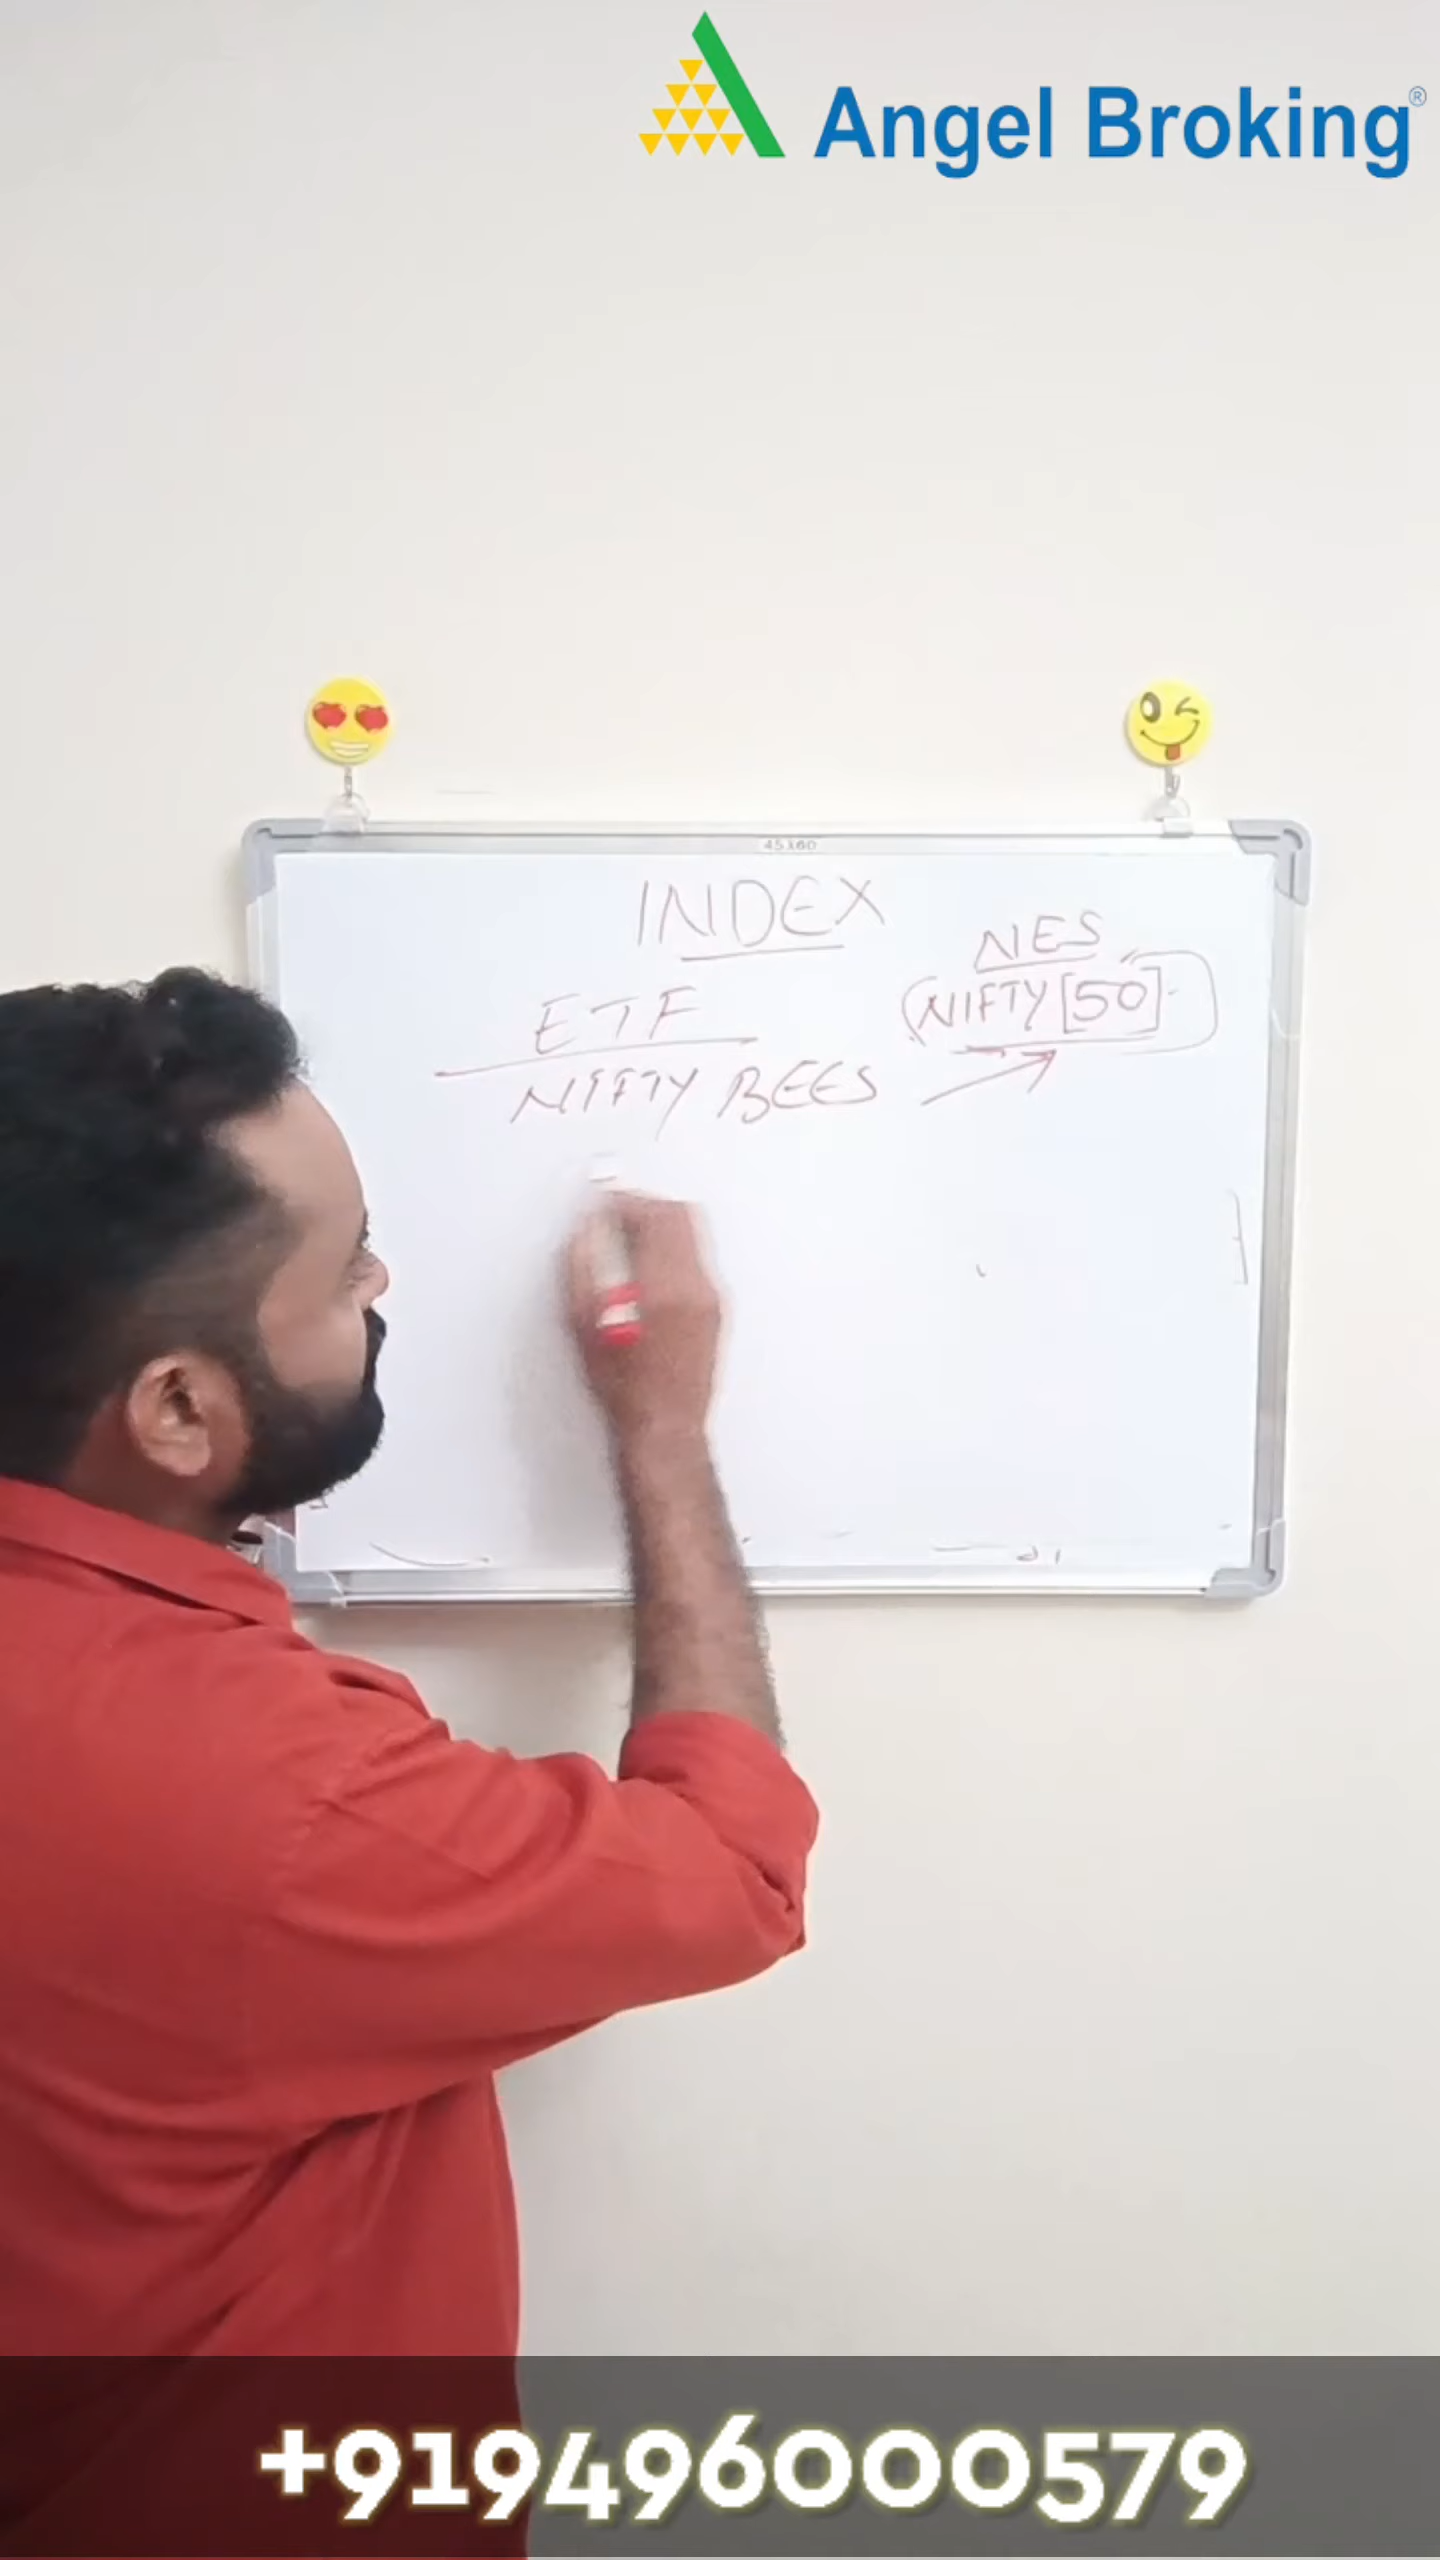 Angel Broking®
45X60
INDEX
NES
NIFTY [50]
ETF
NIFTY BEES
+919496000579